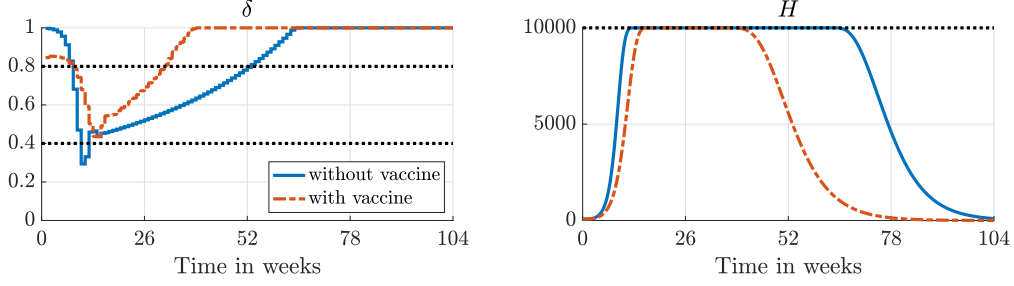 δ
1
0.8
0.6
0.4
0.2
0
without vaccine
with vaccine
0 26 52 78 104
Time in weeks
H
10000
5000
0
0 26 52 78 104
Time in weeks